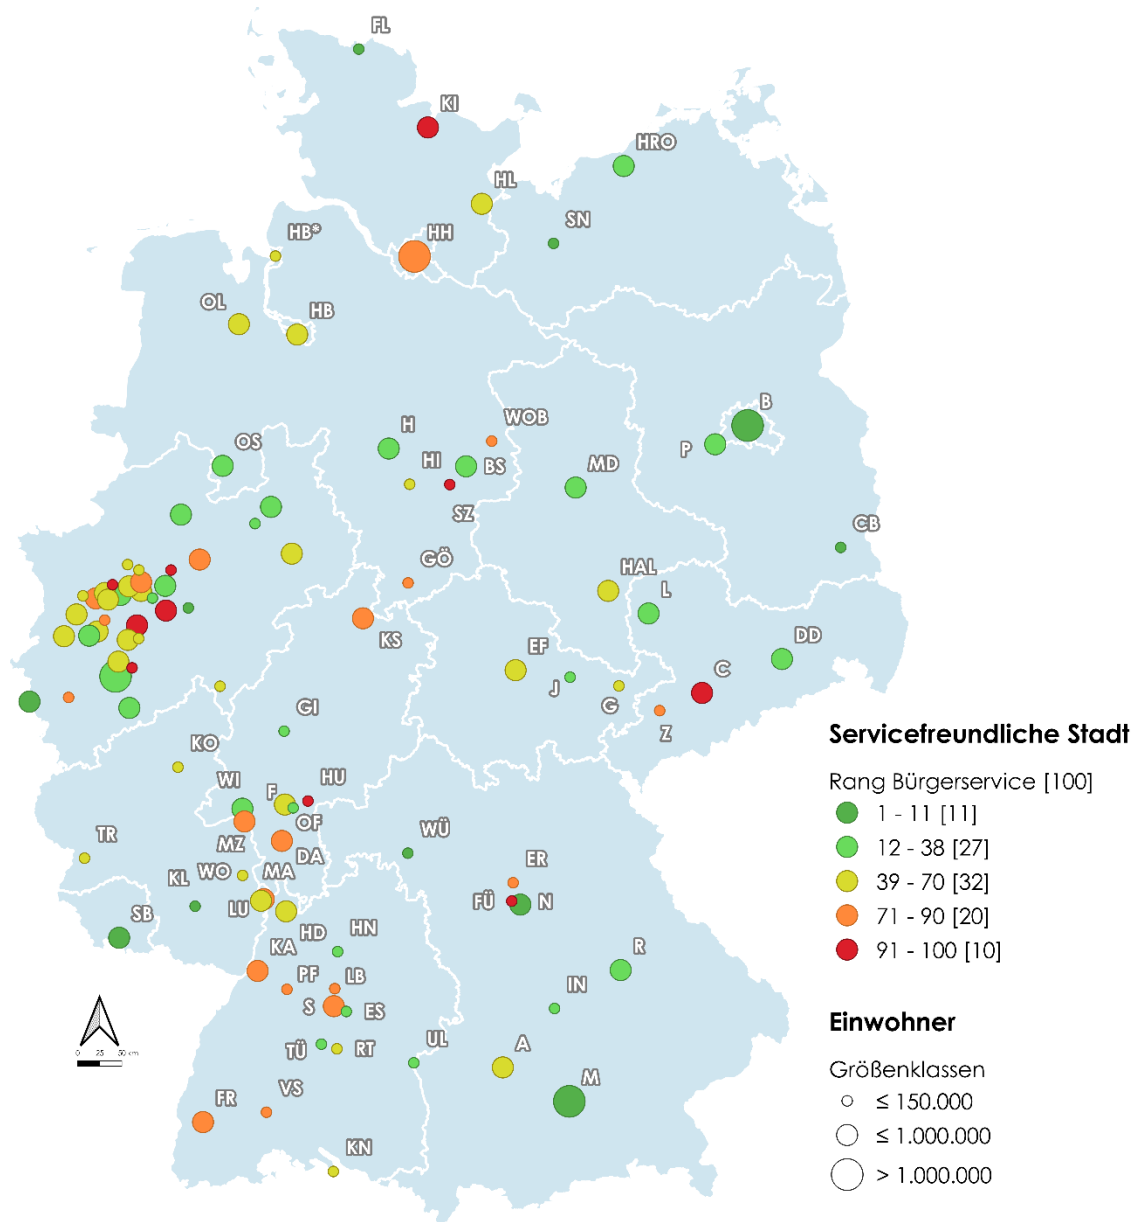 FL
KI
HRO
HL
SN
HB*
HH
OL
HB
B
WOB
H
P
OS
HI
BS
MD
SZ
CB
GÖ
HAL
L
KS
EF
DD
C
J
G
Z
GI
KO
HU
WI
F
OF
WÜ
MZ
TR
DA
ER
WO
MA
KL
FÜ
N
LU
SB
HD
HN
KA
R
PF
LB
IN
S
ES
UL
A
TÜ
RT
VS
M
FR
KN
0 25 50 cm
Servicefreundliche Stadt
Rang Bürgerservice [100]
1 - 11 [11]
12 - 38 [27]
39 - 70 [32]
71 - 90 [20]
91 - 100 [10]
Einwohner
Größenklassen
≤ 150.000
≤ 1.000.000
> 1.000.000